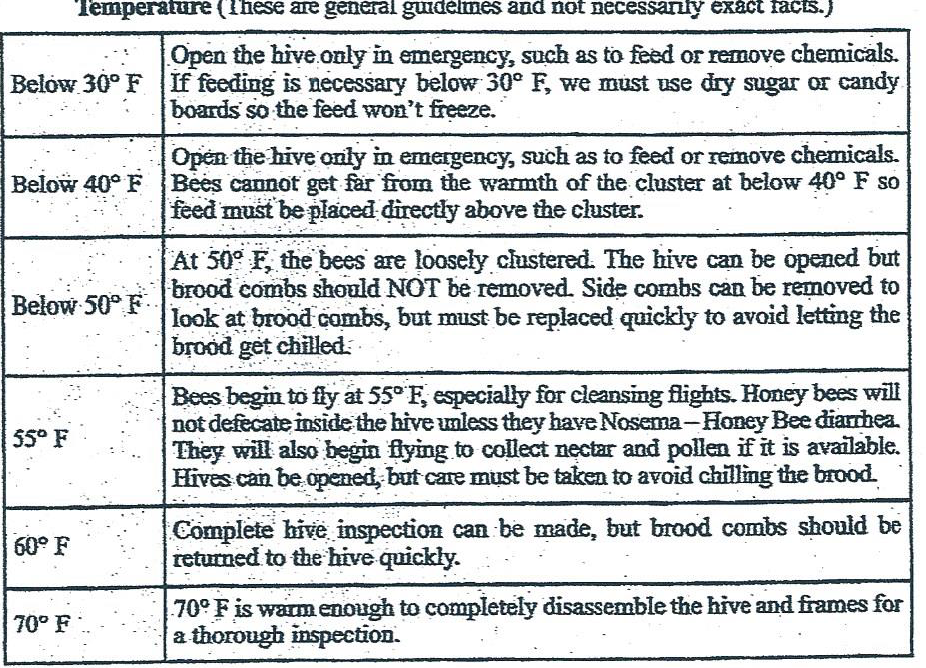 Temperature (These are general guidelines and not necessarily exact facts.)
Below 30° F
Open the hive only in emergency, such as to feed or remove chemicals.
If feeding is necessary below 30° F, we must use dry sugar or candy
boards so the feed won't freeze.
Below 40° F
Open the hive only in emergency, such as to feed or remove chemicals.
Bees cannot get far from the warmth of the cluster at below 40° F so
feed must be placed directly above the cluster.
Below 50° F
At 50° F, the bees are loosely clustered. The hive can be opened but
brood combs should NOT be removed. Side combs can be removed to
look at brood combs, but must be replaced quickly to avoid letting the
brood get chilled.
55° F
Bees begin to fly at 55° F, especially for cleansing flights. Honey bees will
not defecate inside the hive unless they have Nosema – Honey Bee diarrhea.
They will also begin flying to collect nectar and pollen if it is available.
Hives can be opened, but care must be taken to avoid chilling the brood.
60° F
Complete hive inspection can be made, but brood combs should be
returned to the hive quickly.
70° F
70° F is warm enough to completely disassemble the hive and frames for
a thorough inspection.